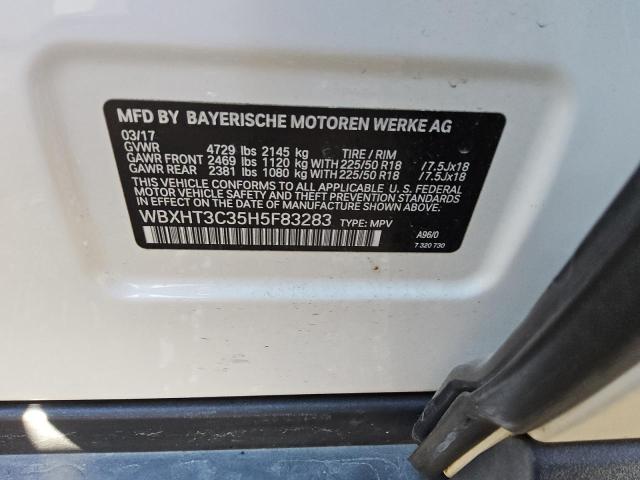 MFD BY BAYERISCHE MOTOREN WERKE AG
03/17
GVWR 4729 lbs 2145 kg TIRE / RIM
GAWR FRONT 2469 lbs 1120 kg WITH 225/50 R18 /7.5Jx18
GAWR REAR 2381 lbs 1080 kg WITH 225/50 R18 /7.5Jx18
THIS VEHICLE CONFORMS TO ALL APPLICABLE U.S. FEDERAL
MOTOR VEHICLE SAFETY AND THEFT PREVENTION STANDARDS
IN EFFECT ON THE DATE OF MANUFACTURE SHOWN ABOVE.
WBXHT3C35H5F83283 TYPE: MPV
A96/0
7 320 730